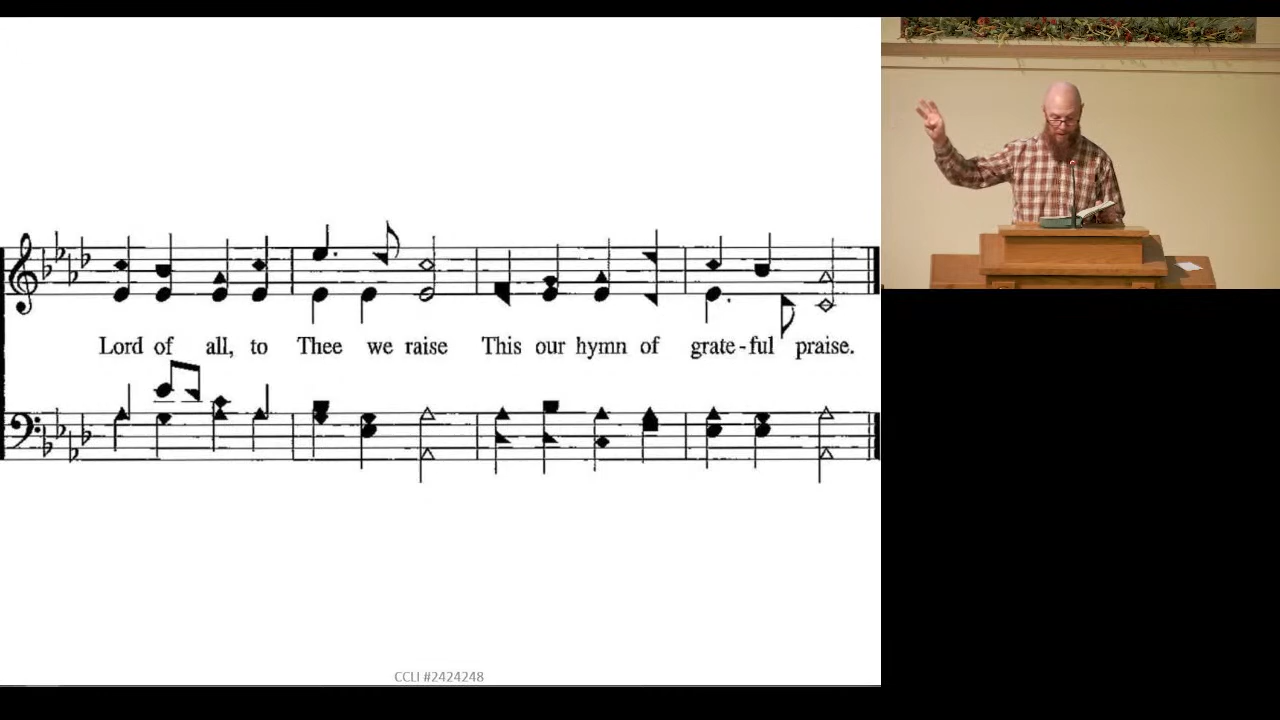 Lord of all, to Thee we raise This our hymn of grate-ful praise.
CCLI #2424248